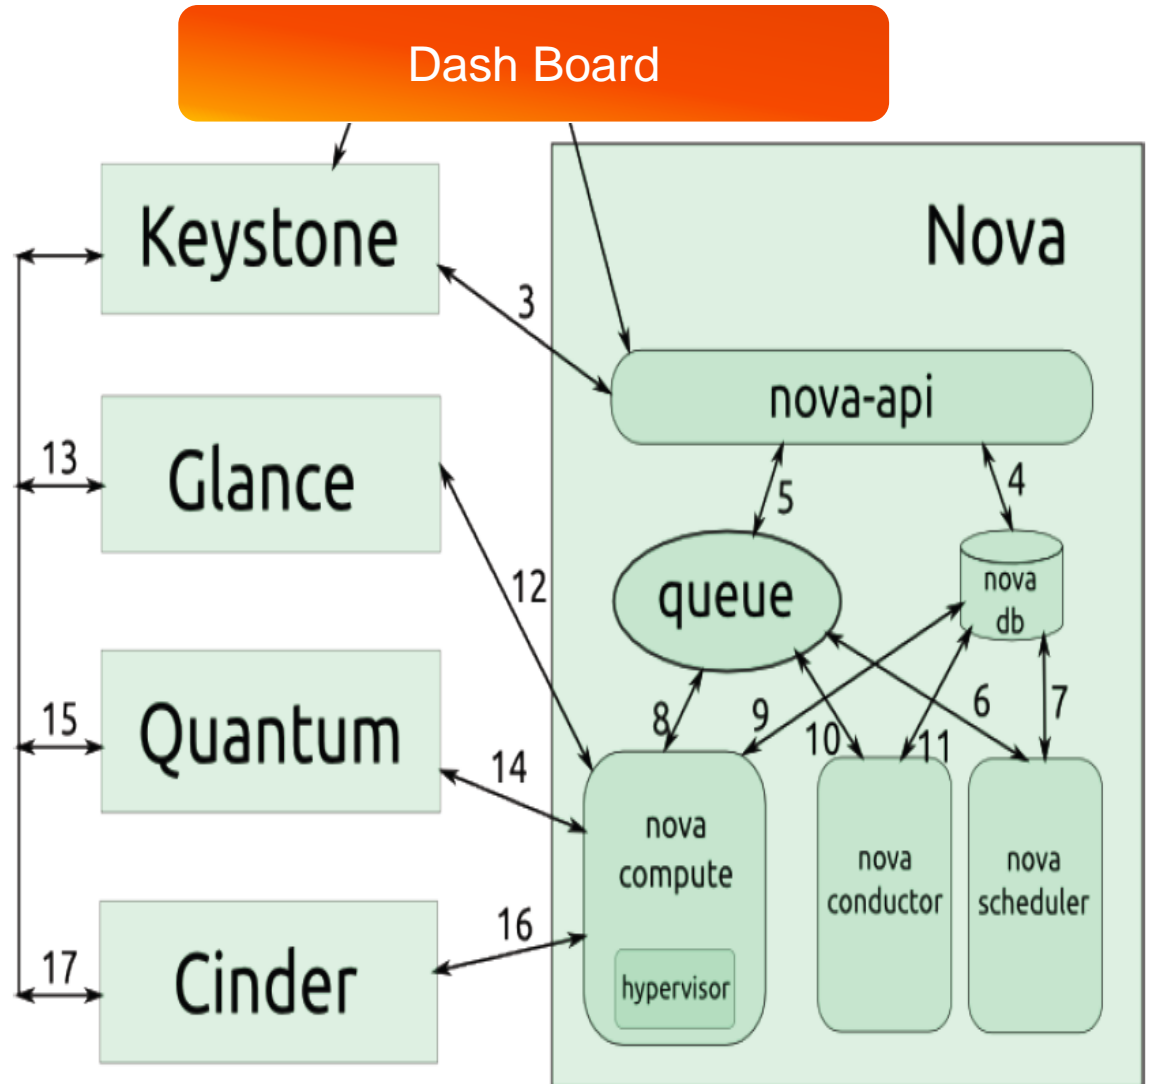 Dash Board
Keystone
Nova
3
nova-api
13
Glance
5
4
12
queue
nova
db
15
Quantum
14
8
9
10
11
6
7
nova
compute
nova
conductor
nova
scheduler
17
Cinder
16
hypervisor